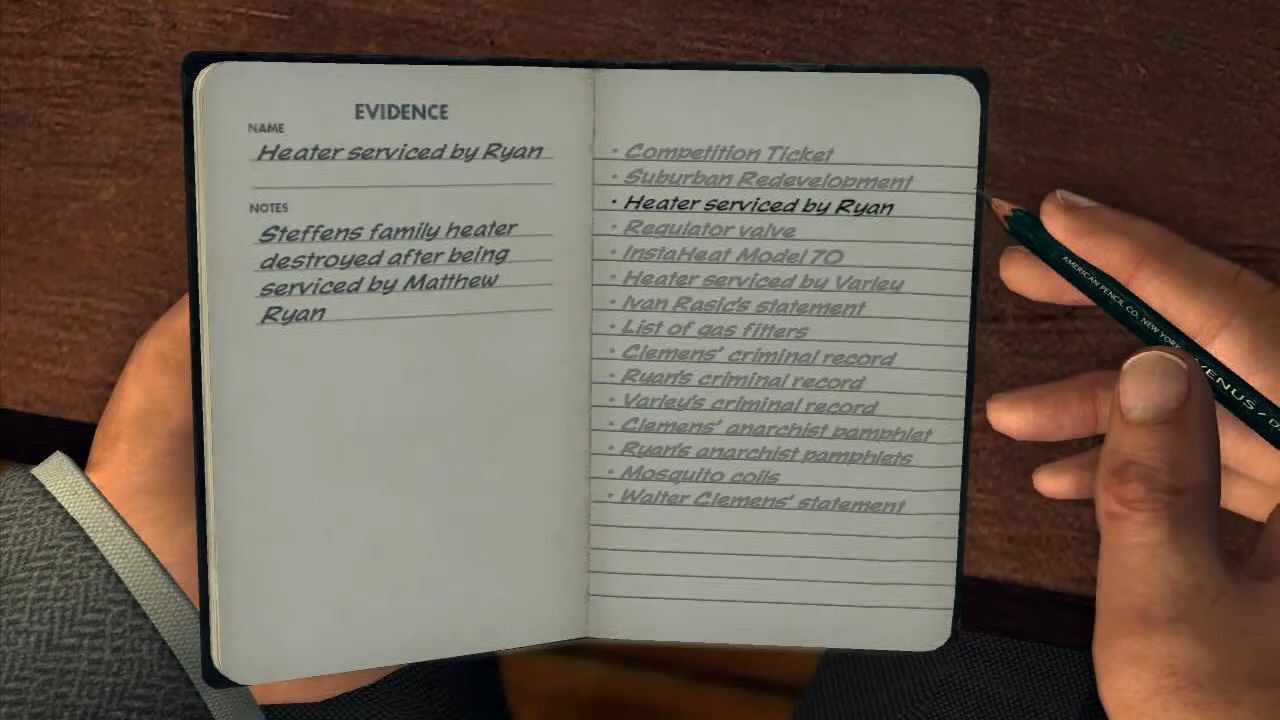 EVIDENCE
NAME
Heater serviced by Ryan
NOTES
Steffens family heater
destroyed after being
serviced by Matthew
Ryan
• Competition Ticket
• Suburban Redevelopment
• Heater serviced by Ryan
• Regulator valve
• InstaHeat Model 70
• Heater serviced by Varley
• Ivan Rasic's statement
• List of gas fitters
• Clemens' criminal record
• Ryan's criminal record
• Varley's criminal record
• Clemens' anarchist pamphlet
• Ryan's anarchist pamphlets
• Mosquito coils
• Walter Clemens' statement
AMERICAN PENCIL CO. NEW YORK
VENUS